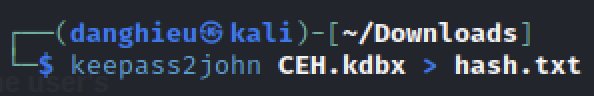 ┌──(danghieu㉿kali)-[~/Downloads]
└─$ keepass2john CEH.kdbx > hash.txt